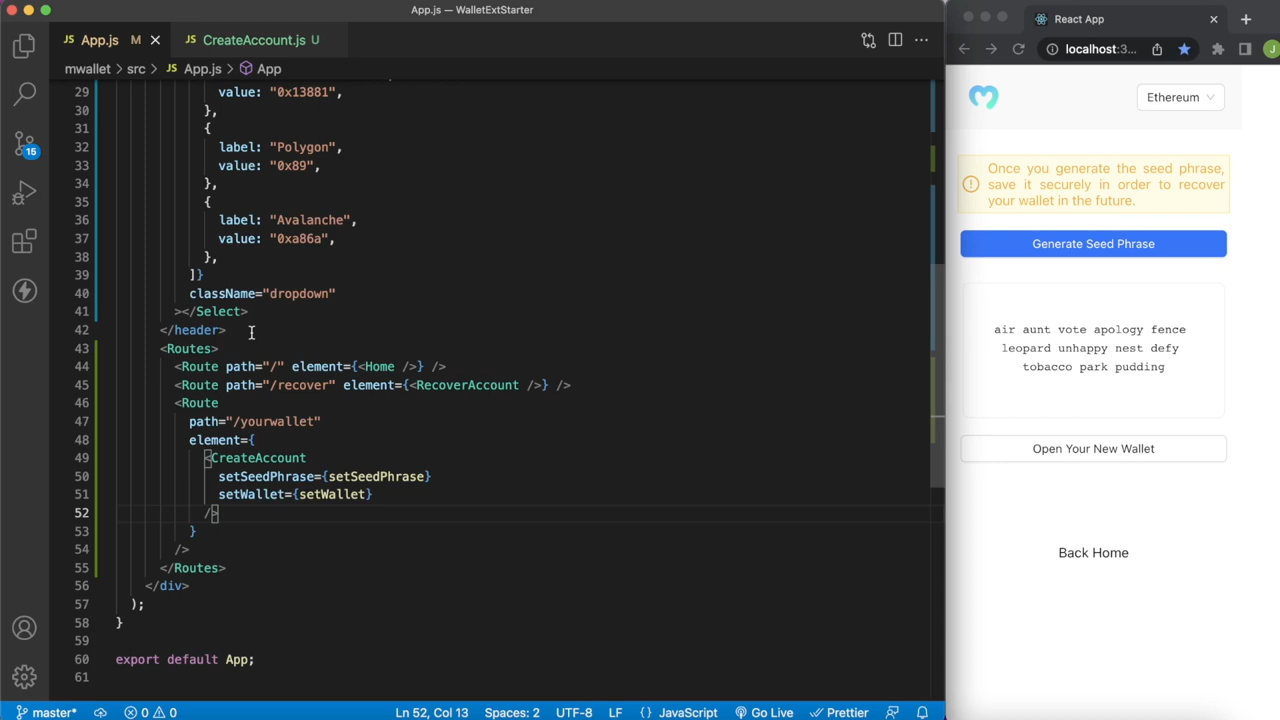 App.js — WalletExtStarter
JS App.js M
JS CreateAccount.js U
mwallet > src > JS App.js > App
29 value: "0x13881",
30 },
31 {
32 label: "Polygon",
33 value: "0x89",
34 },
35 {
36 label: "Avalanche",
37 value: "0xa86a",
38 },
39 ]}
40 className="dropdown"
41 ></Select>
42 </header>
43 <Routes>
44 <Route path="/" element={<Home />} />
45 <Route path="/recover" element={<RecoverAccount />} />
46 <Route
47 path="/yourwallet"
48 element={
49 <CreateAccount
50 setSeedPhrase={setSeedPhrase}
51 setWallet={setWallet}
52 />
53 }
54 />
55 </Routes>
56 </div>
57 );
58 }
59
60 export default App;
61
15
master* 0 0 Ln 52, Col 13 Spaces: 2 UTF-8 LF {} JavaScript Go Live Prettier
React App
localhost:3...
J
Ethereum
Once you generate the seed phrase,
save it securely in order to recover
your wallet in the future.
Generate Seed Phrase
air aunt vote apology fence
leopard unhappy nest defy
tobacco park pudding
Open Your New Wallet
Back Home